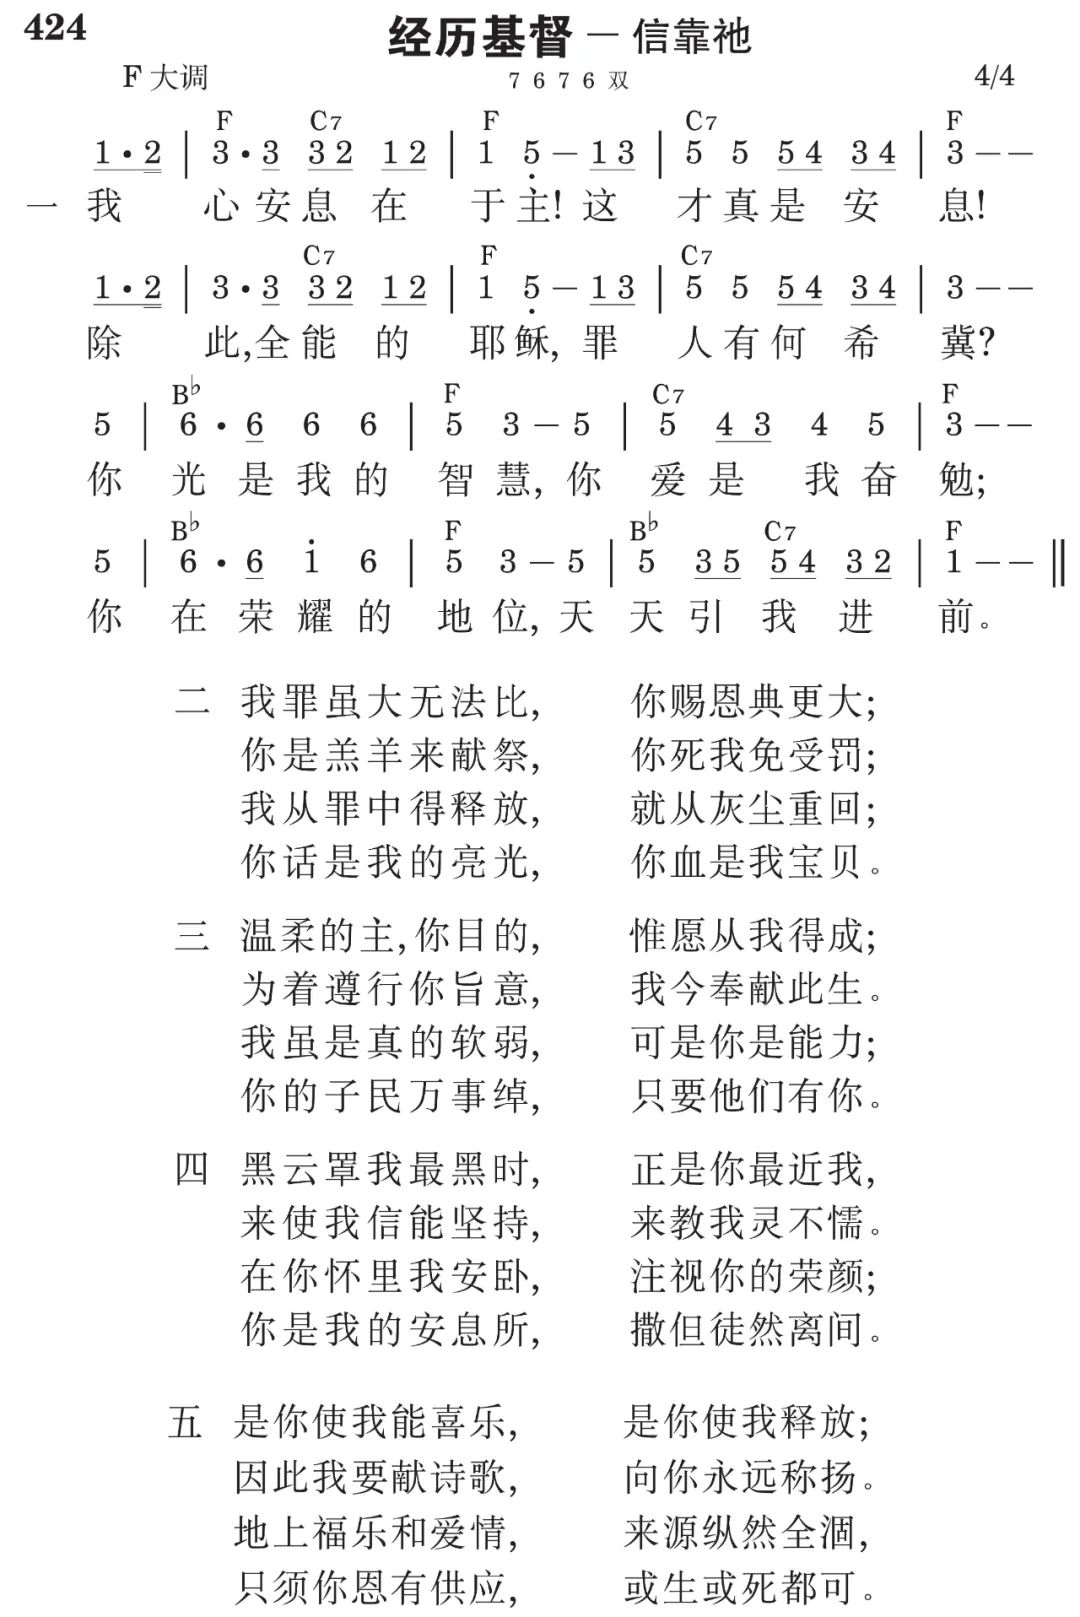 424
经历基督－信靠祂
F 大调 7 6 7 6 双 4/4
F C7 F C7 F
1·2 | 3·3 32 12 | 1 5－13 | 5 5 54 34 | 3－－
一 我 心安息在 于主!这 才真是安 息!
C7 F C7
1·2 | 3·3 32 12 | 1 5－13 | 5 5 54 34 | 3－－
除 此,全能的 耶稣,罪 人有何希 冀?
B♭ F C7 F
5 | 6·6 6 6 | 5 3－5 | 5 43 4 5 | 3－－
你 光是我的 智慧,你 爱是我奋 勉;
B♭ F B♭ C7 F
5 | 6·6 1̇ 6 | 5 3－5 | 5 35 54 32 | 1－－ ‖
你 在荣耀的 地位,天 天引我进 前。
二 我罪虽大无法比, 你赐恩典更大;
你是羔羊来献祭, 你死我免受罚;
我从罪中得释放, 就从灰尘重回;
你话是我的亮光, 你血是我宝贝。
三 温柔的主,你目的, 惟愿从我得成;
为着遵行你旨意, 我今奉献此生。
我虽是真的软弱, 可是你是能力;
你的子民万事绰, 只要他们有你。
四 黑云罩我最黑时, 正是你最近我,
来使我信能坚持, 来教我灵不懦。
在你怀里我安卧, 注视你的荣颜;
你是我的安息所, 撒但徒然离间。
五 是你使我能喜乐, 是你使我释放;
因此我要献诗歌, 向你永远称扬。
地上福乐和爱情, 来源纵然全涸,
只须你恩有供应, 或生或死都可。